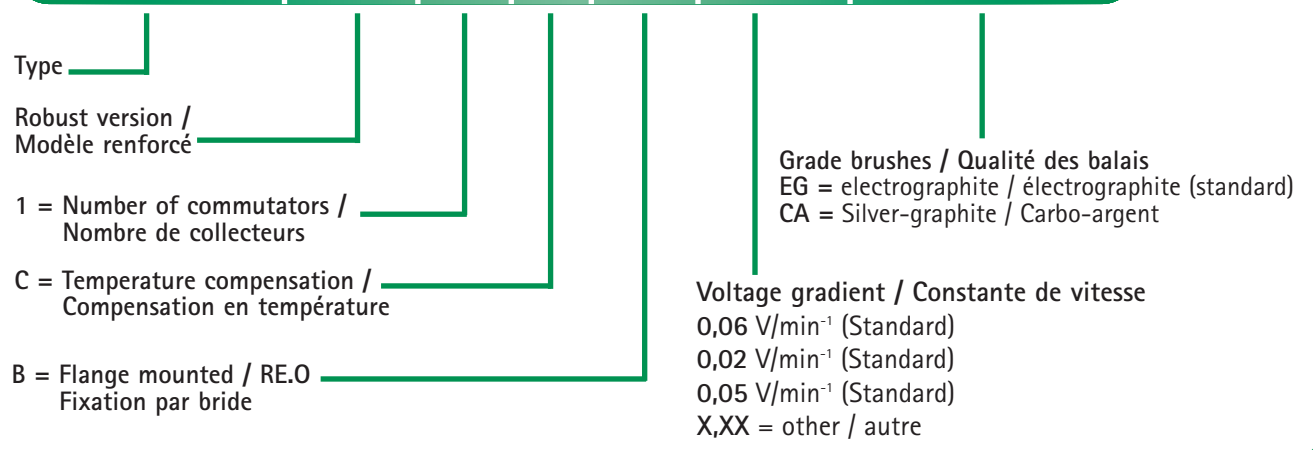 Type
Robust version /
Modèle renforcé
1 = Number of commutators /
Nombre de collecteurs
C = Temperature compensation /
Compensation en température
B = Flange mounted / RE.O
Fixation par bride
Grade brushes / Qualité des balais
EG = electrographite / électrographite (standard)
CA = Silver-graphite / Carbo-argent
Voltage gradient / Constante de vitesse
0,06 V/min⁻¹ (Standard)
0,02 V/min⁻¹ (Standard)
0,05 V/min⁻¹ (Standard)
X,XX = other / autre